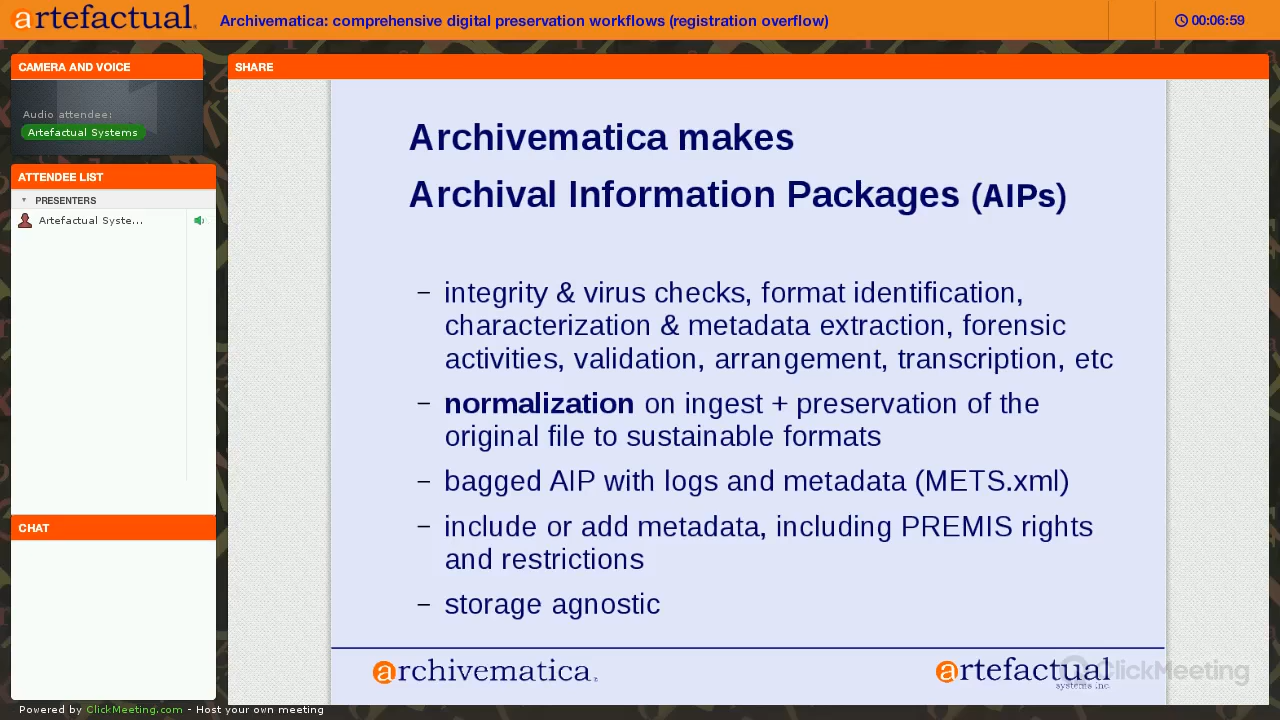 artefactual.
Archivematica: comprehensive digital preservation workflows (registration overflow)
00:06:59
CAMERA AND VOICE
Audio attendee:
Artefactual Systems
ATTENDEE LIST
PRESENTERS
Artefactual Syste...
CHAT
SHARE
Archivematica makes
Archival Information Packages (AIPs)
– integrity & virus checks, format identification,
characterization & metadata extraction, forensic
activities, validation, arrangement, transcription, etc
– normalization on ingest + preservation of the
original file to sustainable formats
– bagged AIP with logs and metadata (METS.xml)
– include or add metadata, including PREMIS rights
and restrictions
– storage agnostic
archivematica
artefactual
systems inc.
ClickMeeting
Powered by ClickMeeting.com - Host your own meeting